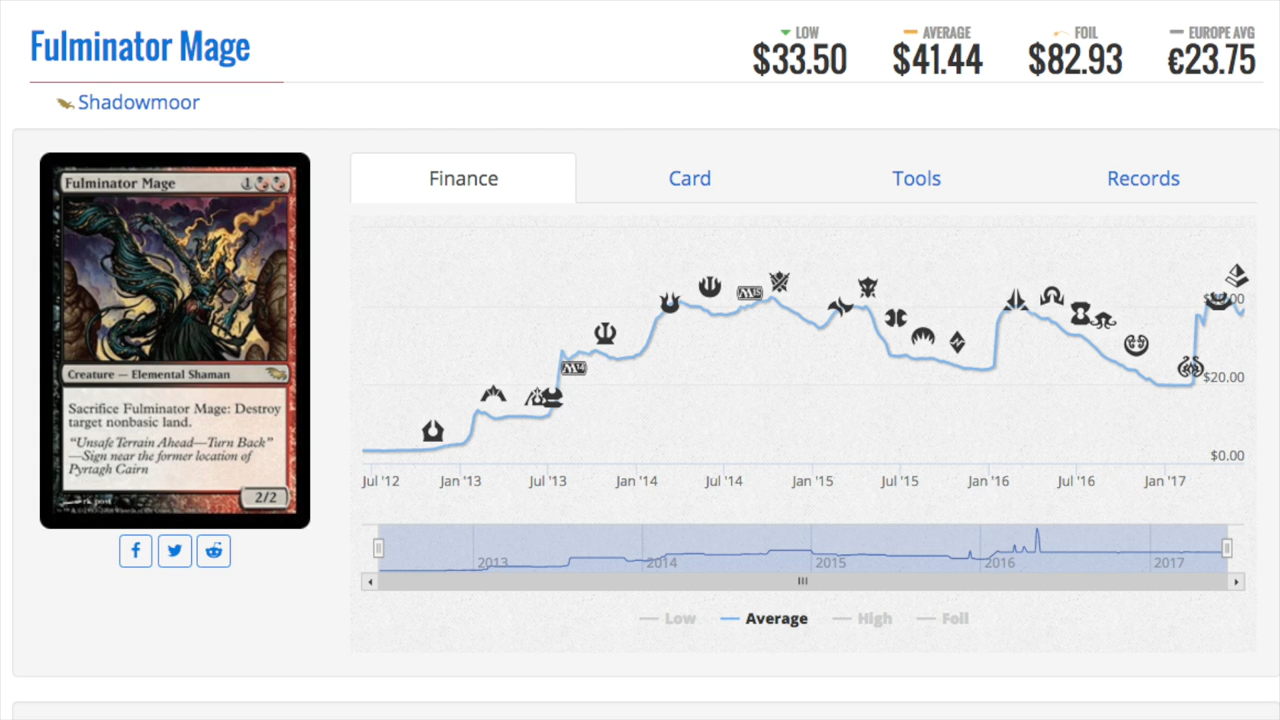 Fulminator Mage
LOW
AVERAGE
FOIL
EUROPE AVG
$33.50
$41.44
$82.93
€23.75
Shadowmoor
Finance
Card
Tools
Records
Fulminator Mage
1
Creature — Elemental Shaman
Sacrifice Fulminator Mage: Destroy
target nonbasic land.
“Unsafe Terrain Ahead—Turn Back”
—Sign near the former location of
Pyrtagh Cairn
2/2
M15
M14
$20.00
$0.00
Jul '12
Jan '13
Jul '13
Jan '14
Jul '14
Jan '15
Jul '15
Jan '16
Jul '16
Jan '17
2013
2014
2015
2016
2017
Low
Average
High
Foil